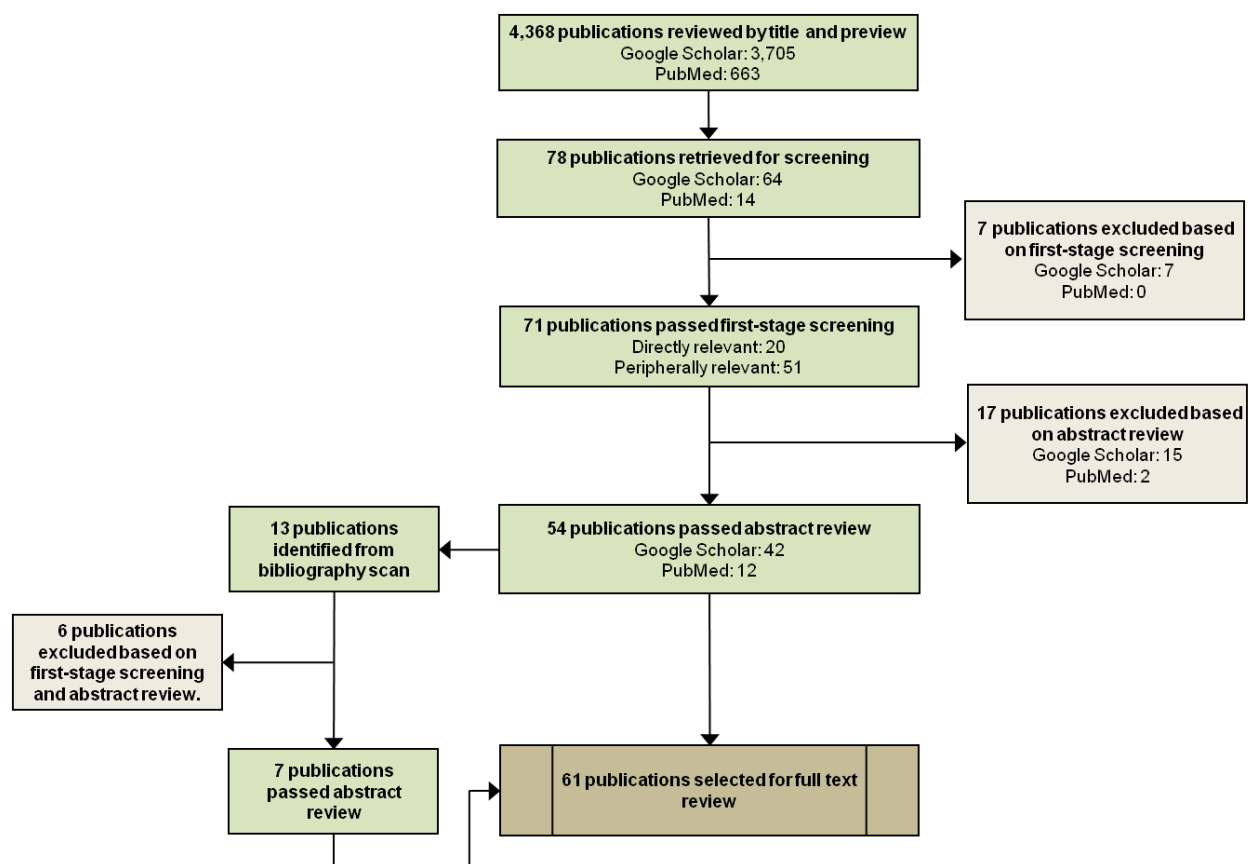 4,368 publications reviewed by title and preview
Google Scholar: 3,705
PubMed: 663
78 publications retrieved for screening
Google Scholar: 64
PubMed: 14
7 publications excluded based
on first-stage screening
Google Scholar: 7
PubMed: 0
71 publications passed first-stage screening
Directly relevant: 20
Peripherally relevant: 51
17 publications excluded based
on abstract review
Google Scholar: 15
PubMed: 2
54 publications passed abstract review
Google Scholar: 42
PubMed: 12
13 publications
identified from
bibliography scan
6 publications
excluded based on
first-stage screening
and abstract review.
7 publications
passed abstract
review
61 publications selected for full text
review